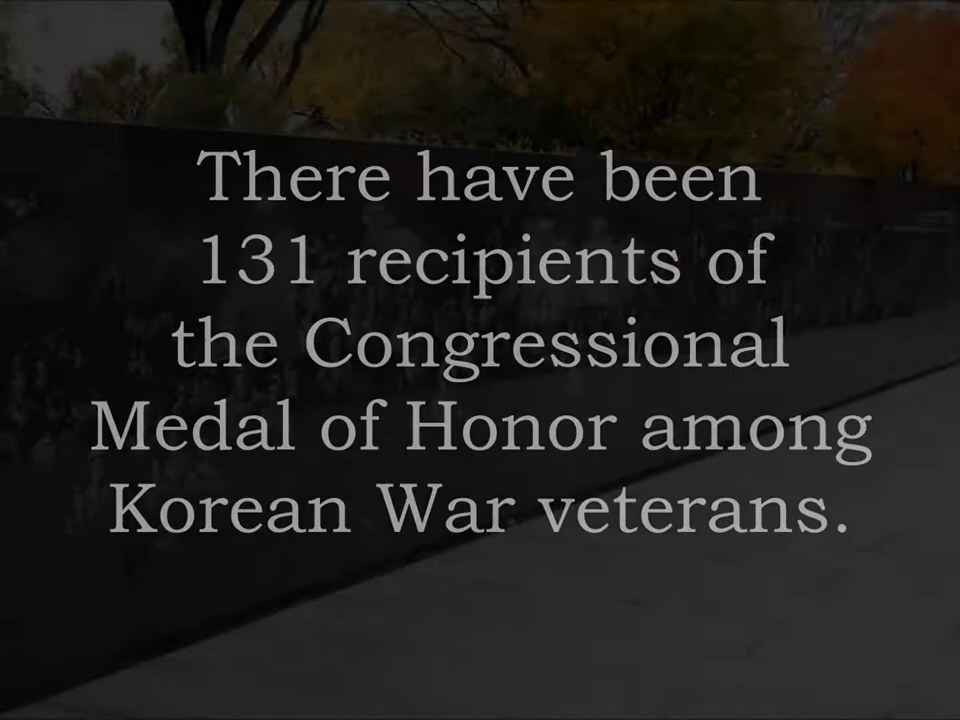 There have been
131 recipients of
the Congressional
Medal of Honor among
Korean War veterans.